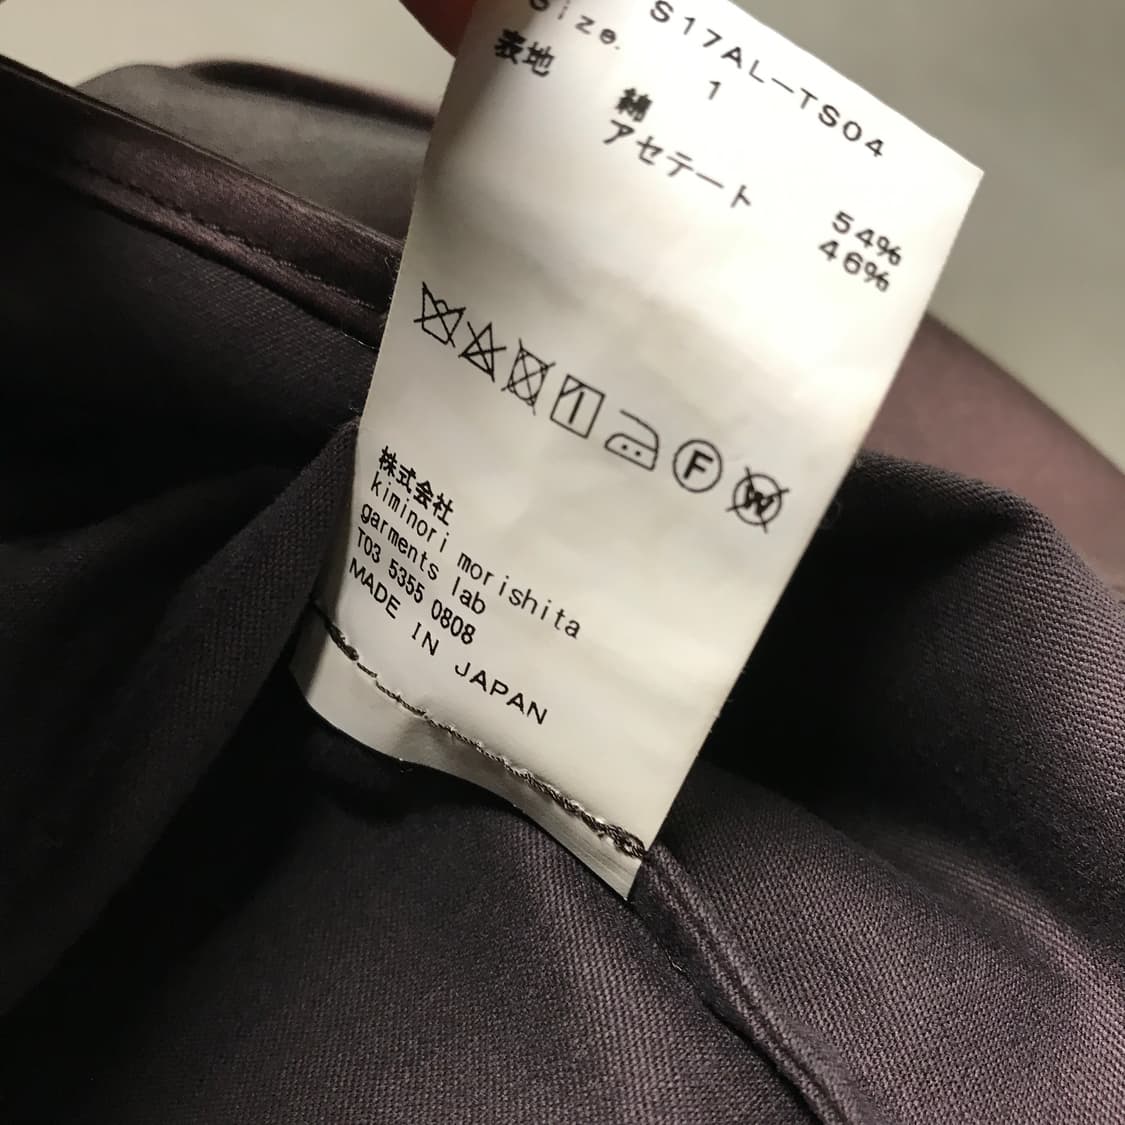 S17AL-TS04
Size. 1
表地
綿 54%
アセテート 46%
F W
株式会社
kiminori morishita
garments lab
T03 5355 0808
MADE IN JAPAN